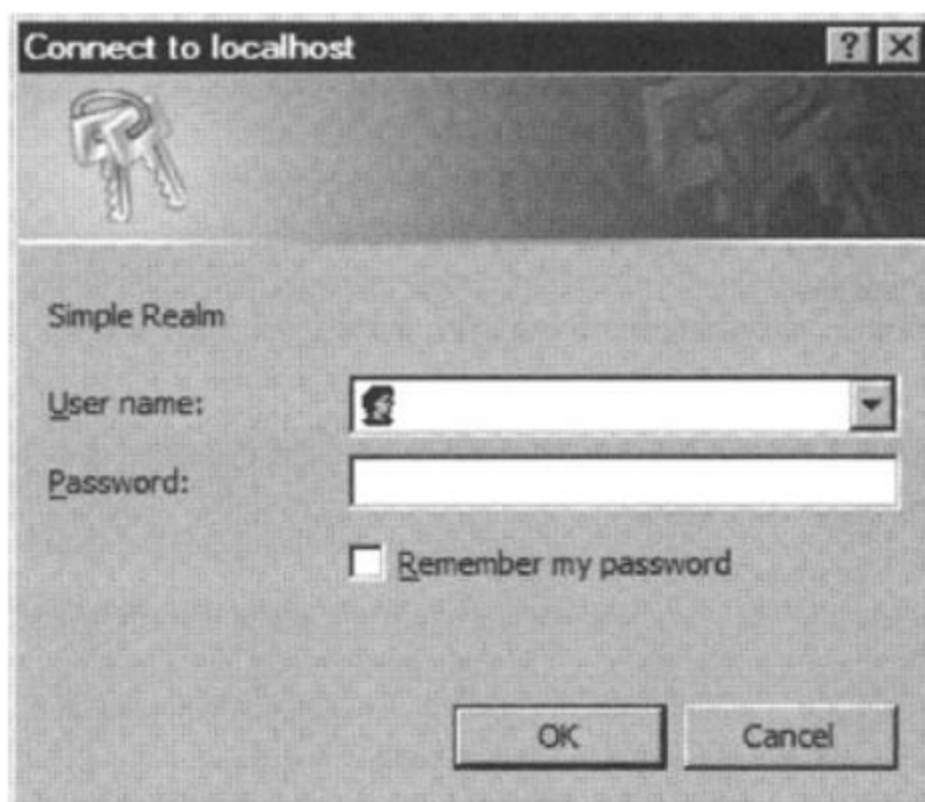 Connect to localhost
Simple Realm
User name:
Password:
Remember my password
OK Cancel